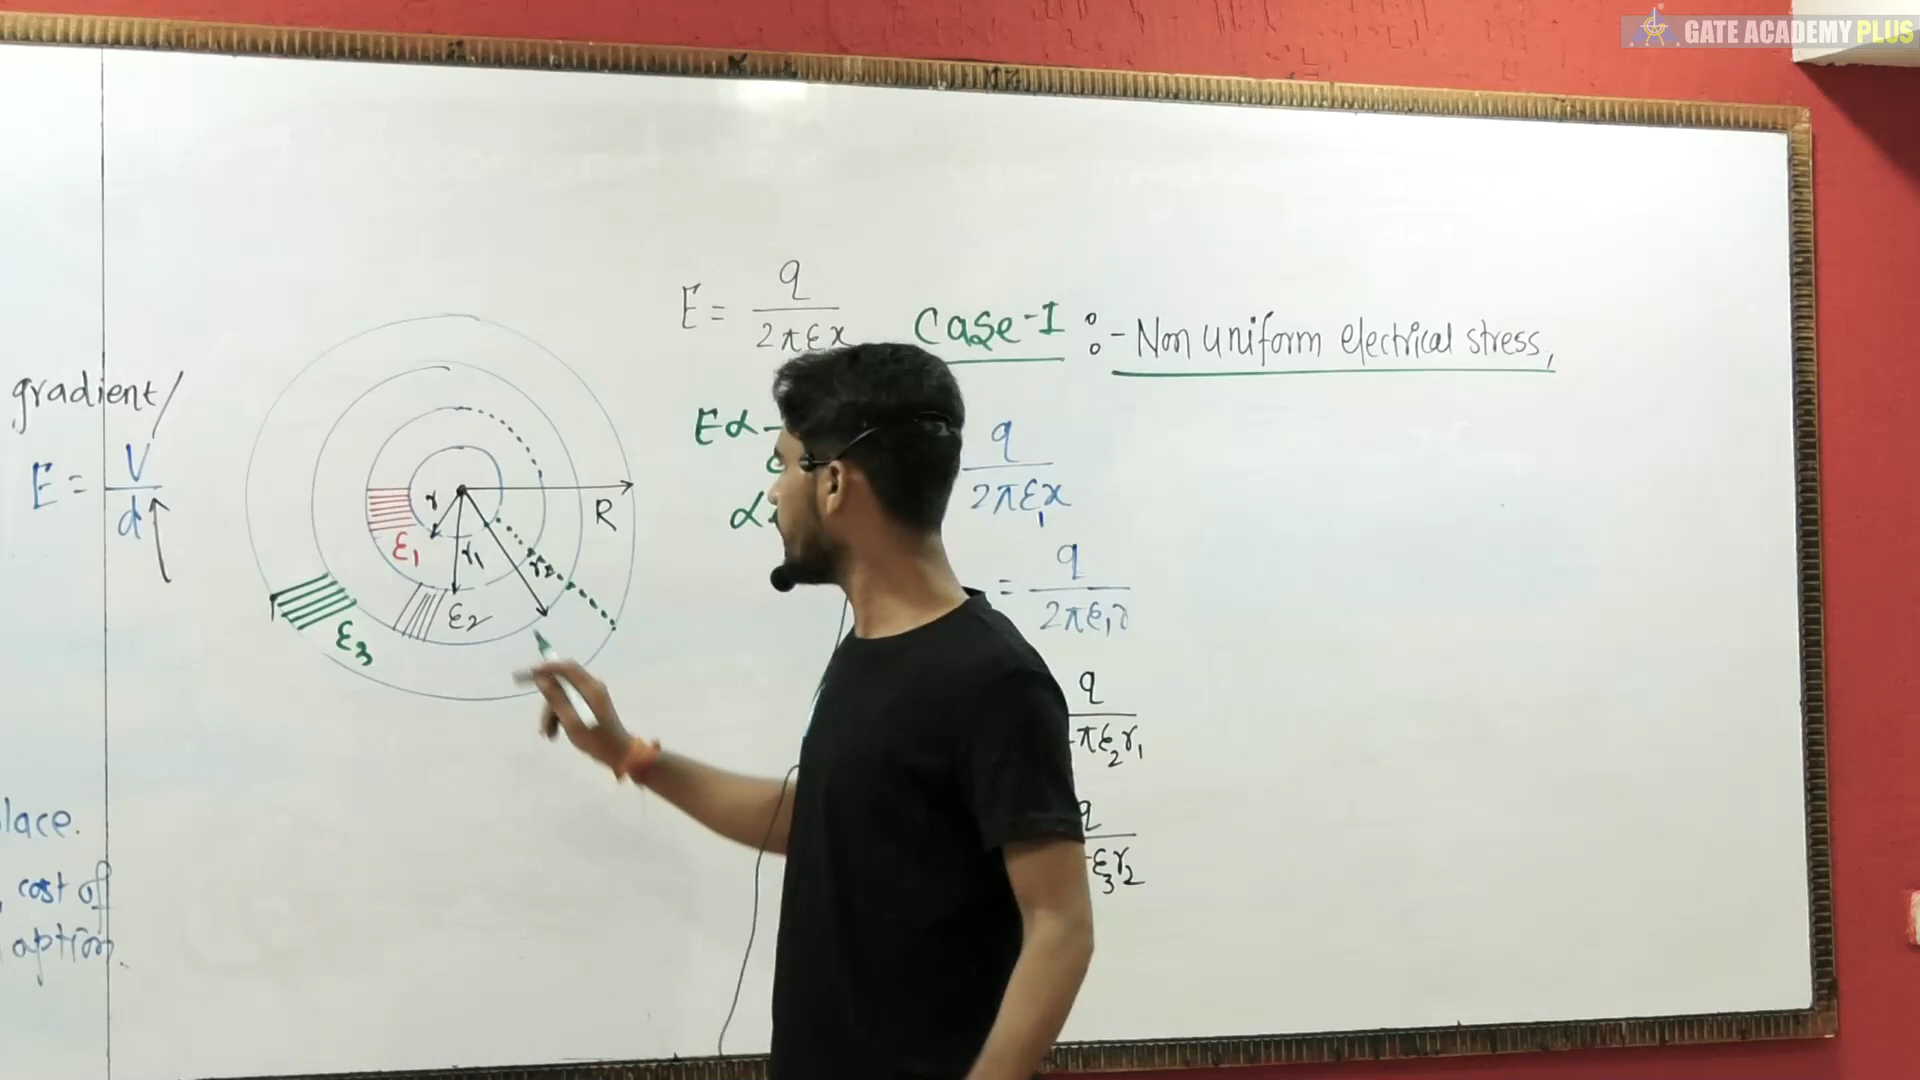 GATE ACADEMY PLUS
gradient/
E = V/d
lace.
cost of
aption.
r
R
r1
r2
ε1
ε2
ε3
E = q/2πεx
Case-I :- Non uniform electrical stress,
E ∝
∝
q/2πε1x
= q/2πε1r
q/πε2r1
q/ε3r2